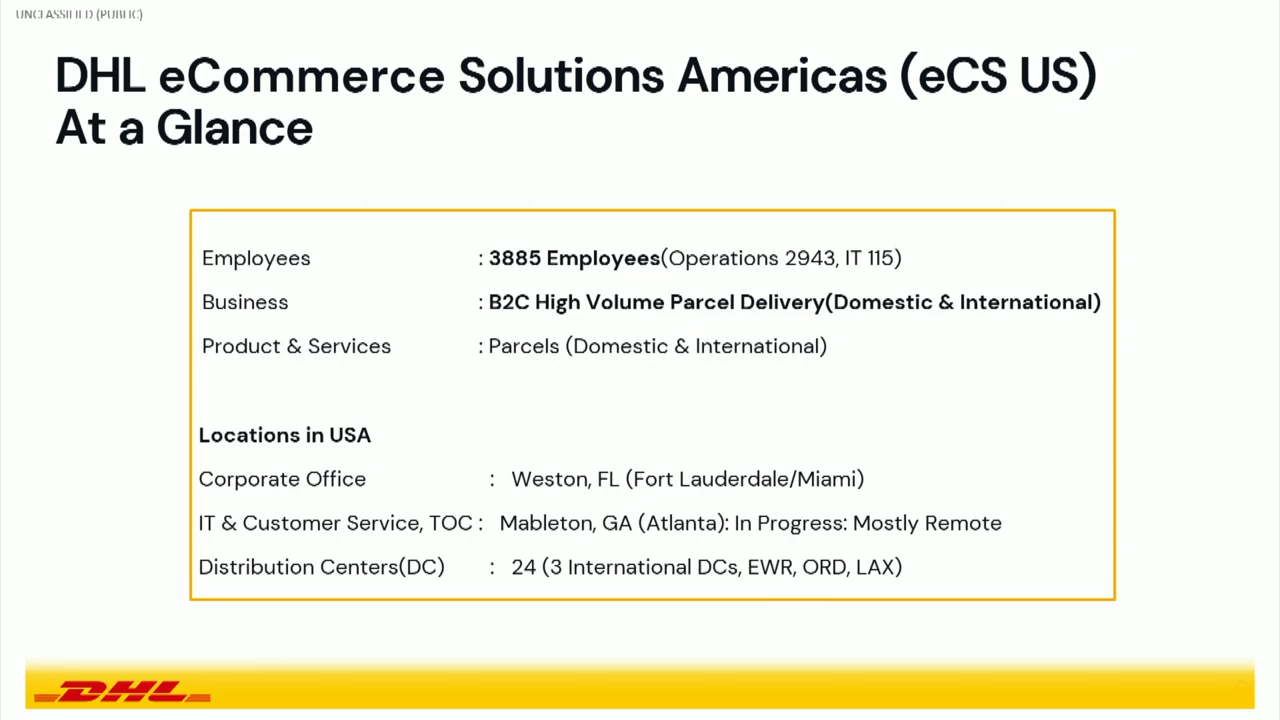 UNCLASSIFIED (PUBLIC)
DHL eCommerce Solutions Americas (eCS US)
At a Glance
Employees : 3885 Employees(Operations 2943, IT 115)
Business : B2C High Volume Parcel Delivery(Domestic & International)
Product & Services : Parcels (Domestic & International)
Locations in USA
Corporate Office : Weston, FL (Fort Lauderdale/Miami)
IT & Customer Service, TOC : Mableton, GA (Atlanta): In Progress: Mostly Remote
Distribution Centers(DC) : 24 (3 International DCs, EWR, ORD, LAX)
DHL